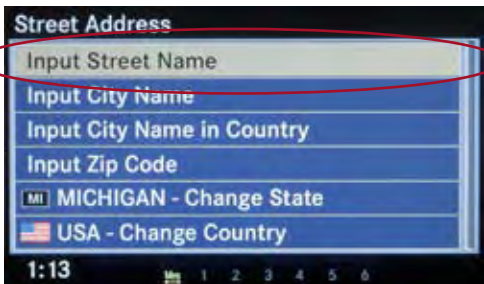 Street Address
Input Street Name
Input City Name
Input City Name in Country
Input Zip Code
MI MICHIGAN - Change State
USA - Change Country
1:13 1 2 3 4 5 6